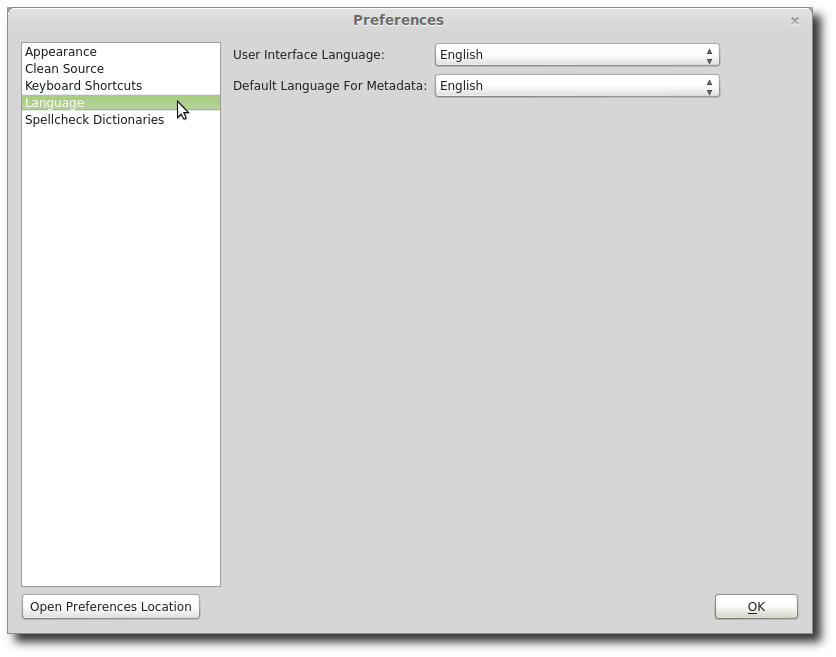 Preferences
Appearance
Clean Source
Keyboard Shortcuts
Language
Spellcheck Dictionaries
User Interface Language: English
Default Language For Metadata: English
Open Preferences Location
OK